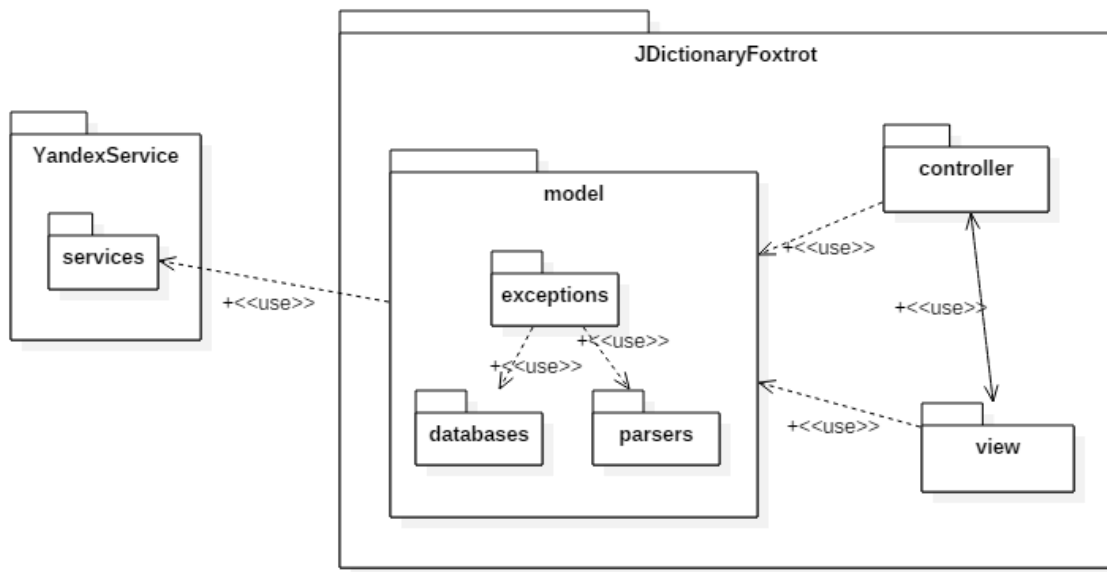 JDictionaryFoxtrot
YandexService
services
model
controller
+<<use>>
+<<use>>
exceptions
+<<use>>
+<<use>>
+<<use>>
databases
parsers
+<<use>>
view